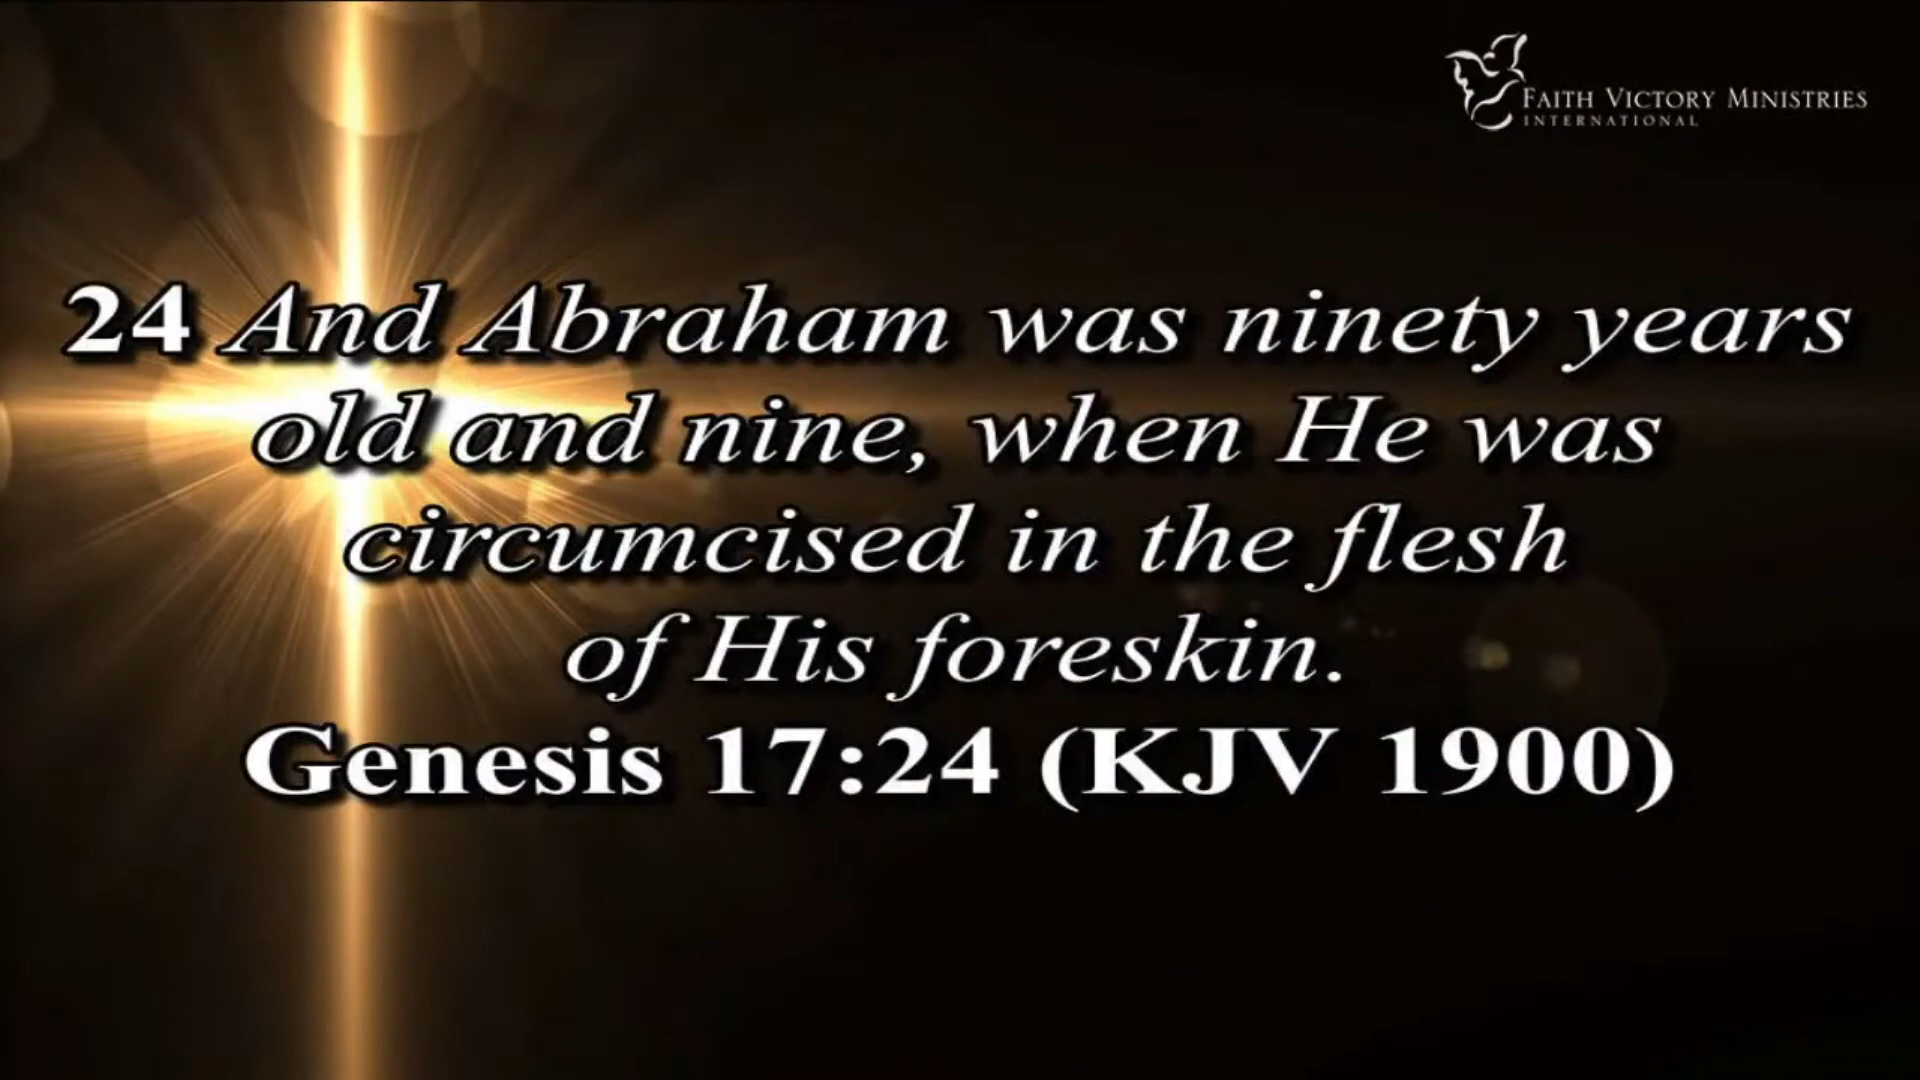 FAITH VICTORY MINISTRIES
INTERNATIONAL
24 And Abraham was ninety years
old and nine, when He was
circumcised in the flesh
of His foreskin.
Genesis 17:24 (KJV 1900)